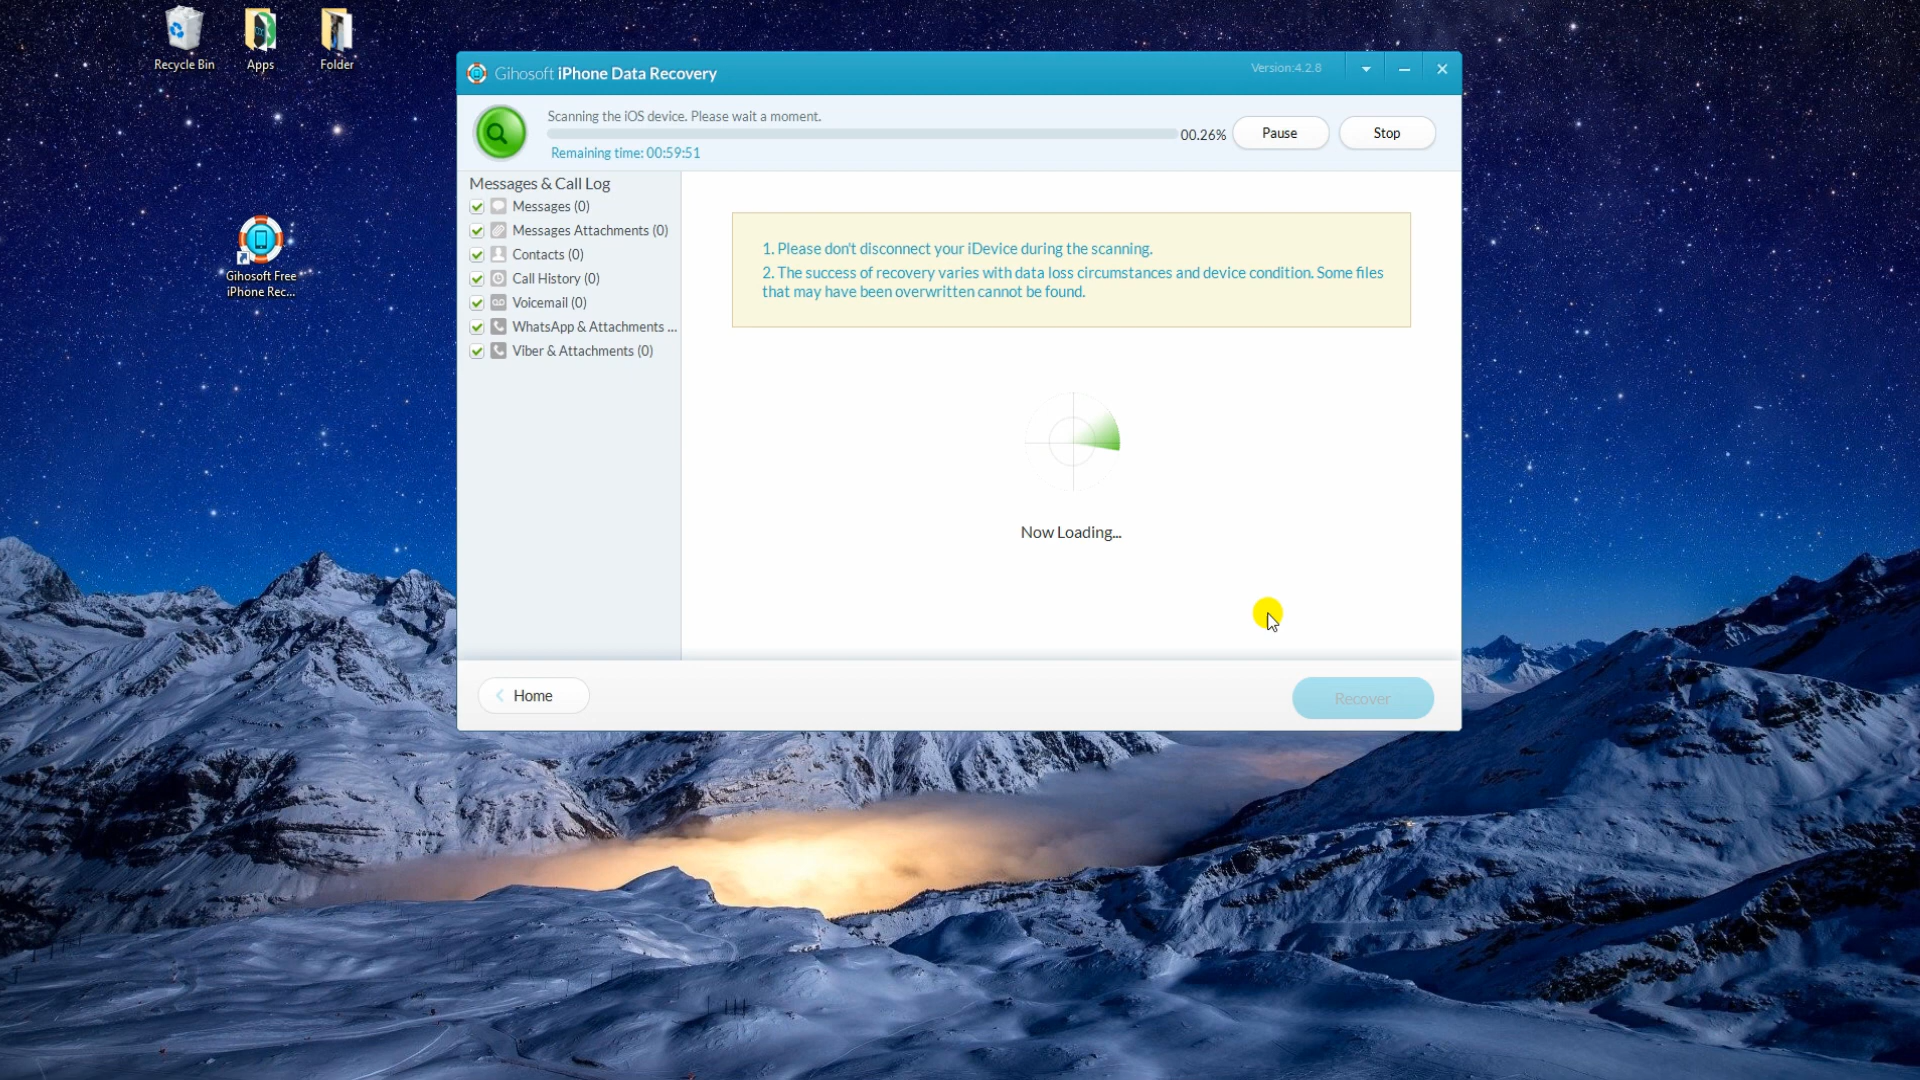 Recycle Bin
Apps
Folder
Gihosoft Free
iPhone Rec...
Gihosoft iPhone Data Recovery
Version:4.2.8
Scanning the iOS device. Please wait a moment.
00.26%
Pause
Stop
Remaining time: 00:59:51
Messages & Call Log
Messages (0)
Messages Attachments (0)
Contacts (0)
Call History (0)
Voicemail (0)
WhatsApp & Attachments ...
Viber & Attachments (0)
1. Please don't disconnect your iDevice during the scanning.
2. The success of recovery varies with data loss circumstances and device condition. Some files
that may have been overwritten cannot be found.
Now Loading...
Home
Recover